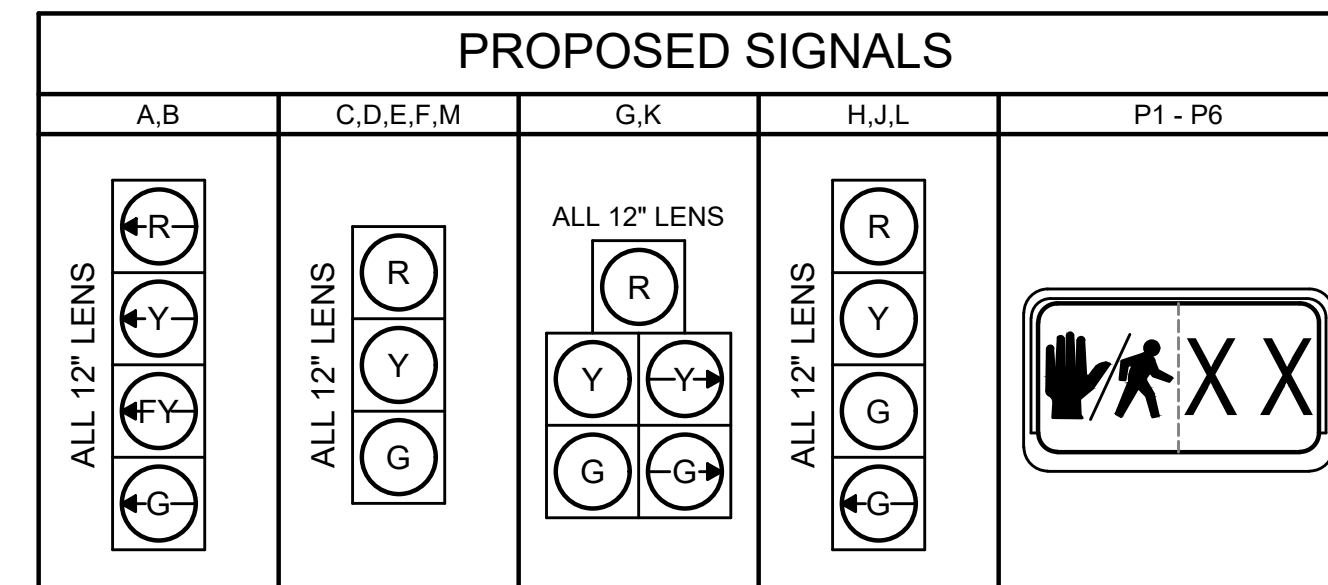 PROPOSED SIGNALS
A,B
C,D,E,F,M
G,K
H,J,L
P1 - P6
ALL 12" LENS
R
Y
FY
G
ALL 12" LENS
R
Y
G
ALL 12" LENS
R
Y Y
G G
ALL 12" LENS
R
Y
G
G
X X